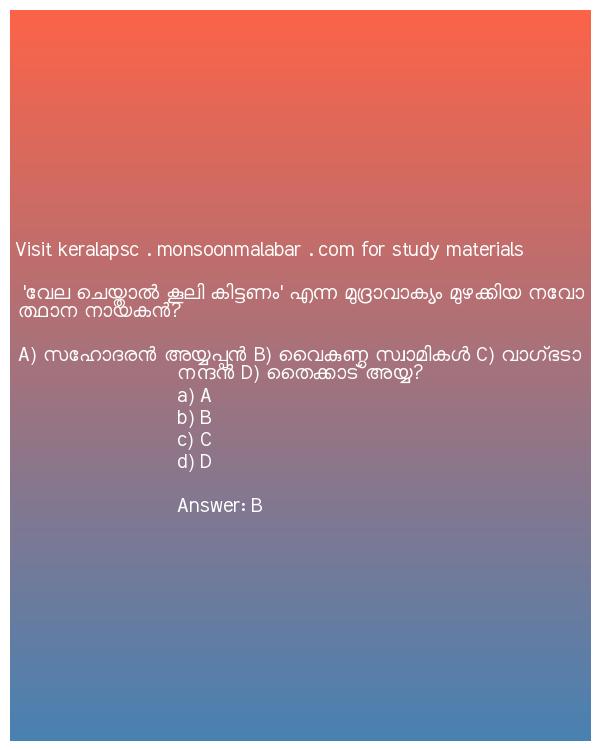 Visit keralapsc . monsoonmalabar . com for study materials
'വേല ചെയ്താൽ കൂലി കിട്ടണം' എന്ന മുദ്രാവാക്യം മുഴക്കിയ നവോ
ത്ഥാന നായകൻ?
A) സഹോദരൻ അയ്യപ്പൻ B) വൈകുണ്ഠ സ്വാമികൾ C) വാഗ്ഭടാ
നന്ദൻ D) തൈക്കാട് അയ്യ?
a) A
b) B
c) C
d) D
Answer: B